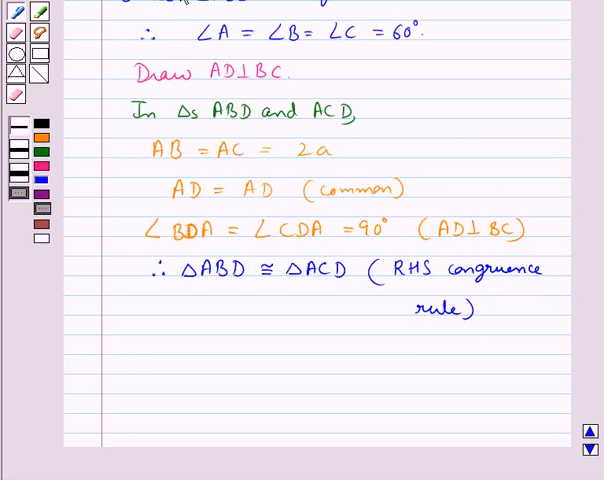 ∴ ∠A = ∠B = ∠C = 60°.
Draw AD⊥BC.
In Δs ABD and ACD,
AB = AC = 2a
AD = AD (common)
∠BDA = ∠CDA = 90° (AD⊥BC)
∴ ΔABD ≅ ΔACD (RHS congruence
rule)